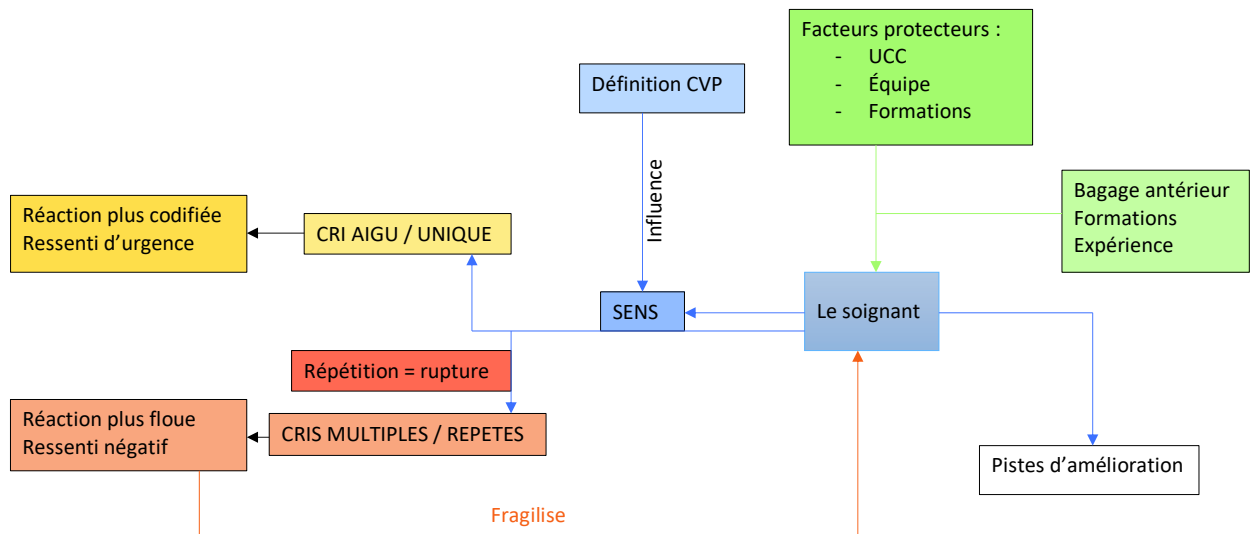 Facteurs protecteurs :
- UCC
- Équipe
- Formations
Définition CVP
Influence
Bagage antérieur
Formations
Expérience
Réaction plus codifiée
Ressenti d'urgence
CRI AIGU / UNIQUE
SENS
Le soignant
Répétition = rupture
Réaction plus floue
Ressenti négatif
CRIS MULTIPLES / REPETES
Pistes d'amélioration
Fragilise